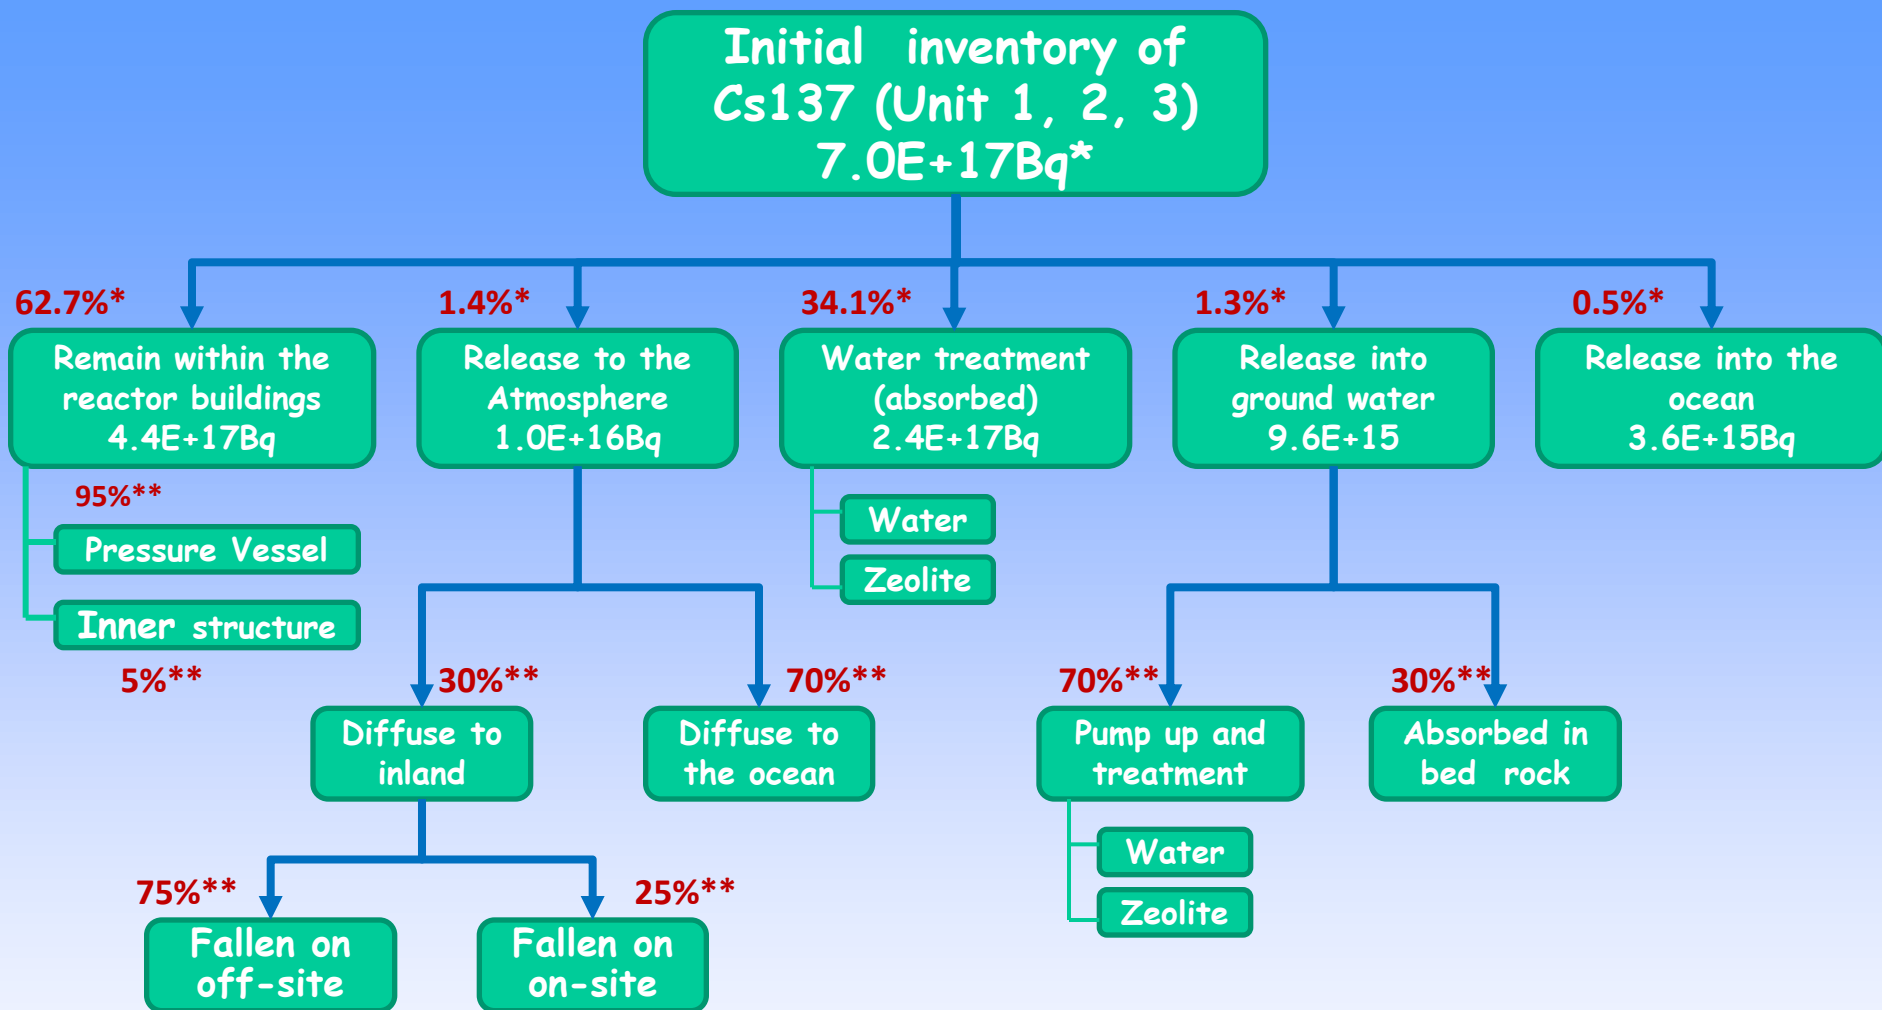 Initial inventory of
Cs137 (Unit 1, 2, 3)
7.0E+17Bq*
62.7%*
1.4%*
34.1%*
1.3%*
0.5%*
Remain within the
reactor buildings
4.4E+17Bq
Release to the
Atmosphere
1.0E+16Bq
Water treatment
(absorbed)
2.4E+17Bq
Release into
ground water
9.6E+15
Release into the
ocean
3.6E+15Bq
95%**
Pressure Vessel
Inner structure
5%**
Water
Zeolite
30%**
70%**
70%**
30%**
Diffuse to
inland
Diffuse to
the ocean
Pump up and
treatment
Absorbed in
bed rock
Water
Zeolite
75%**
25%**
Fallen on
off-site
Fallen on
on-site